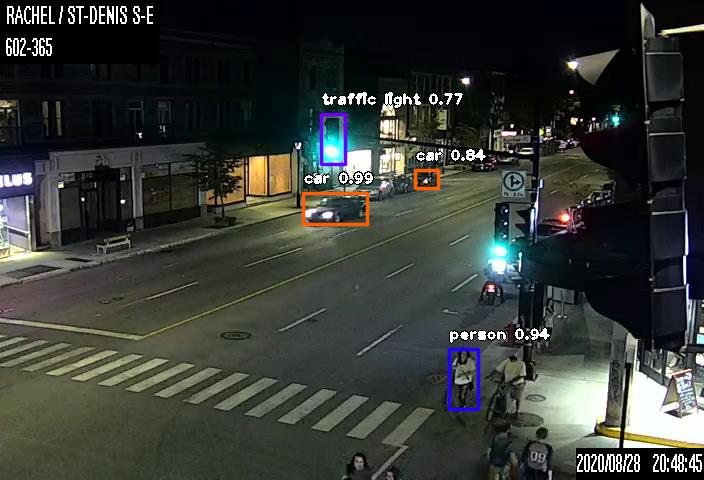 RACHEL / ST-DENIS S-E
602-365
traffic light 0.77
car 0.84
car 0.99
person 0.94
09
2020/08/28 20:48:45